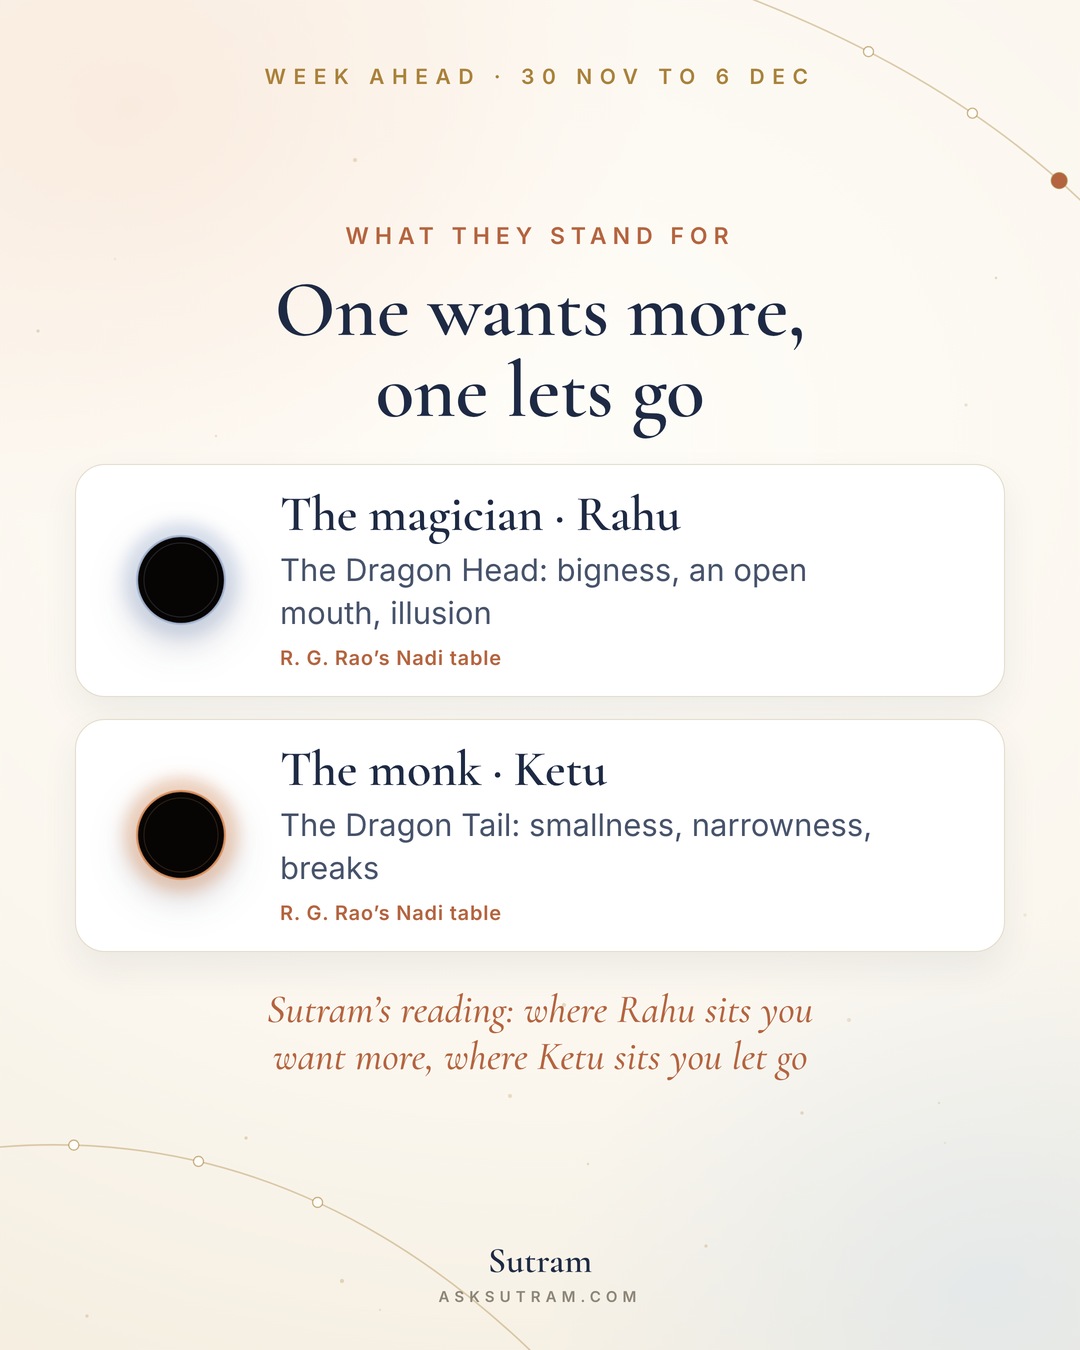 WEEK AHEAD · 30 NOV TO 6 DEC
WHAT THEY STAND FOR
One wants more,
one lets go
The magician · Rahu
The Dragon Head: bigness, an open
mouth, illusion
R. G. Rao’s Nadi table
The monk · Ketu
The Dragon Tail: smallness, narrowness,
breaks
R. G. Rao’s Nadi table
Sutram’s reading: where Rahu sits you
want more, where Ketu sits you let go
Sutram
ASKSUTRAM.COM